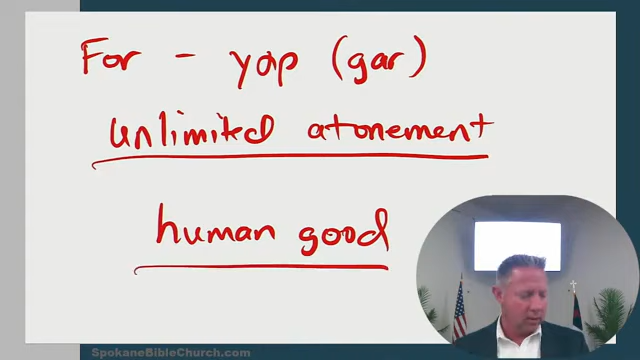 For - γαρ (gar)
unlimited atonement
human good
SpokaneBibleChurch.com